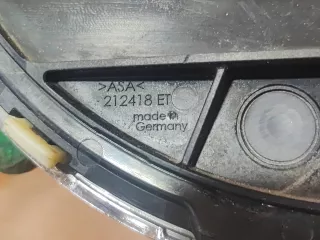 >ASA<
212418 ET
made in
Germany